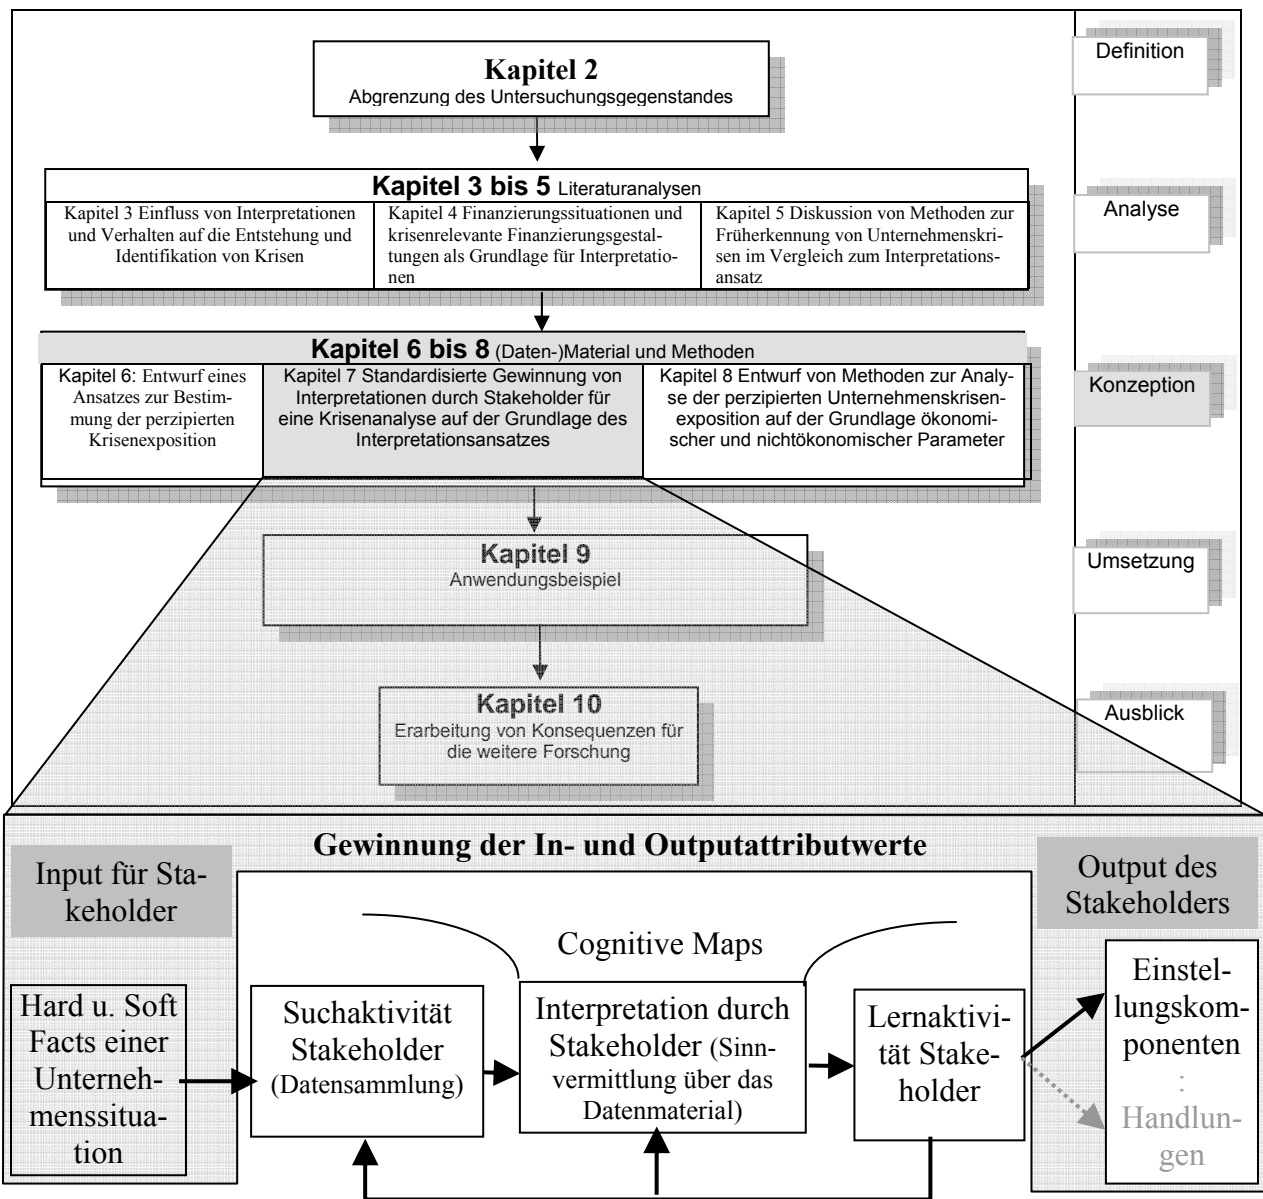 Kapitel 2
Abgrenzung des Untersuchungsgegenstandes
Definition
Kapitel 3 bis 5 Literaturanalysen
Kapitel 3 Einfluss von Interpretationen
und Verhalten auf die Entstehung und
Identifikation von Krisen
Kapitel 4 Finanzierungssituationen und
krisenrelevante Finanzierungsgestal-
tungen als Grundlage für Interpretatio-
nen
Kapitel 5 Diskussion von Methoden zur
Früherkennung von Unternehmenskri-
sen im Vergleich zum Interpretations-
ansatz
Analyse
Kapitel 6 bis 8 (Daten-)Material und Methoden
Kapitel 6: Entwurf eines
Ansatzes zur Bestim-
mung der perzipierten
Krisenexposition
Kapitel 7 Standardisierte Gewinnung von
Interpretationen durch Stakeholder für
eine Krisenanalyse auf der Grundlage des
Interpretationsansatzes
Kapitel 8 Entwurf von Methoden zur Analy-
se der perzipierten Unternehmenskrisen-
exposition auf der Grundlage ökonomi-
scher und nichtökonomischer Parameter
Konzeption
Kapitel 9
Anwendungsbeispiel
Umsetzung
Kapitel 10
Erarbeitung von Konsequenzen für
die weitere Forschung
Ausblick
Gewinnung der In- und Outputattributwerte
Input für Sta-
keholder
Output des
Stakeholders
Cognitive Maps
Hard u. Soft
Facts einer
Unterneh-
menssitua-
tion
Suchaktivität
Stakeholder
(Datensammlung)
Interpretation durch
Stakeholder (Sinn-
vermittlung über das
Datenmaterial)
Lernaktivi-
tät Stake-
holder
Einstel-
lungskom-
ponenten
:
Handlun-
gen